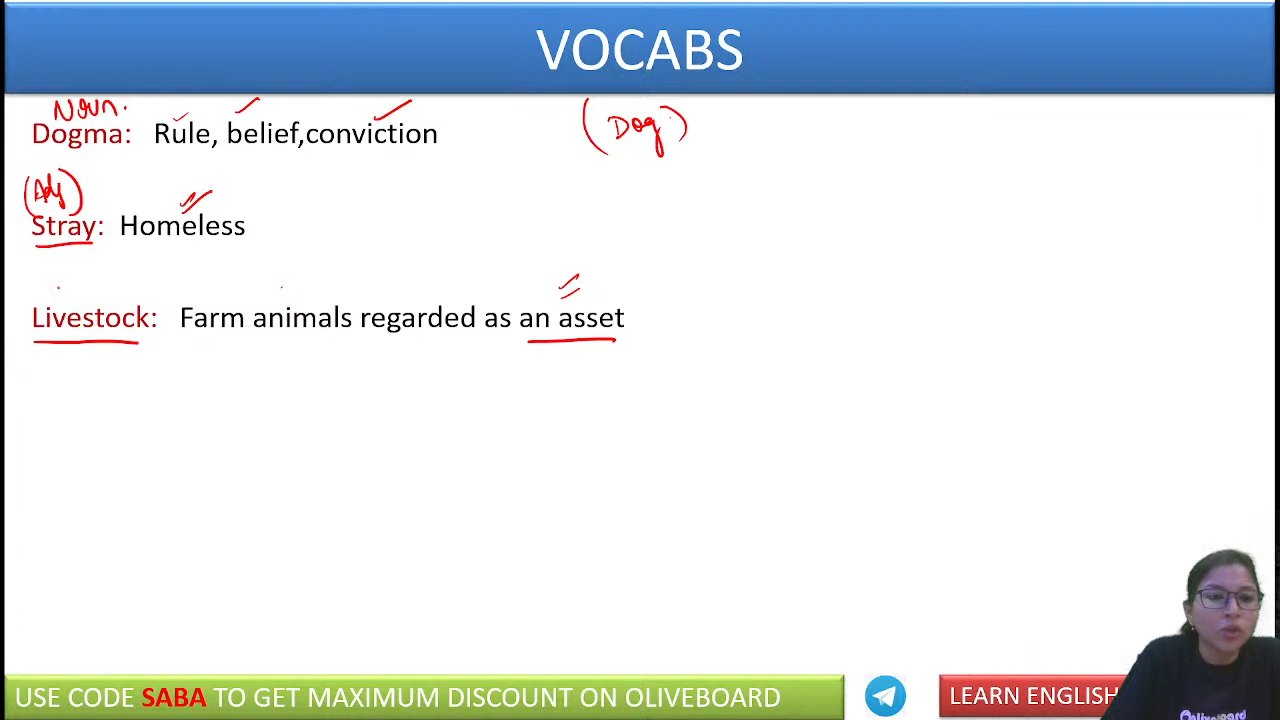 VOCABS
Noun.
Dogma: Rule, belief,conviction (Dog)
(Adj)
Stray: Homeless
Livestock: Farm animals regarded as an asset
USE CODE SABA TO GET MAXIMUM DISCOUNT ON OLIVEBOARD
LEARN ENGLISH